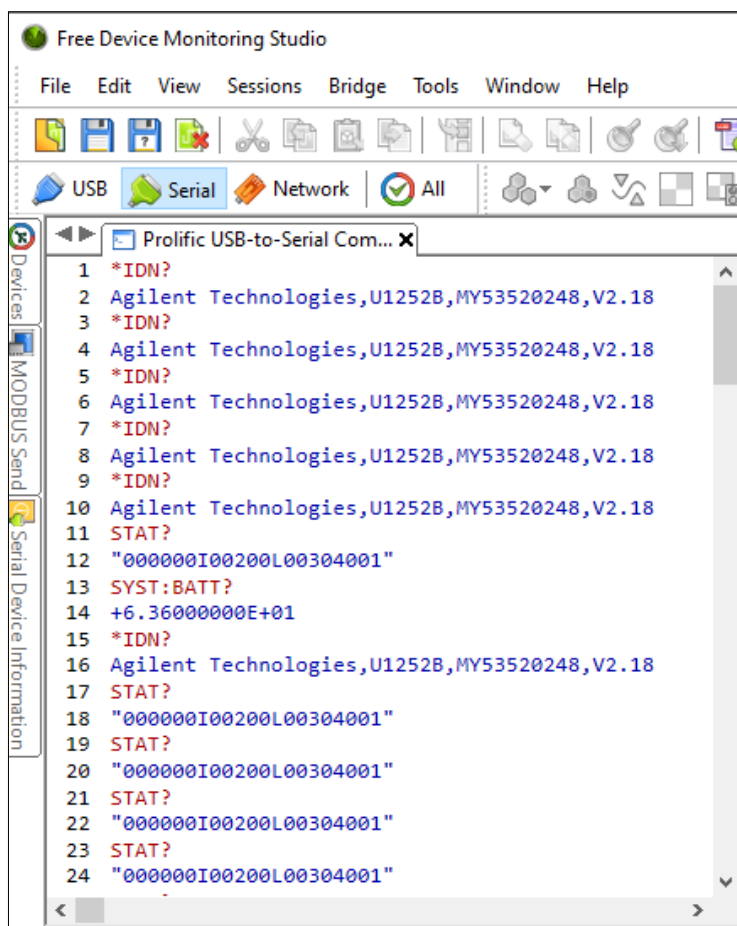 Free Device Monitoring Studio
File Edit View Sessions Bridge Tools Window Help
USB Serial Network All
Devices
MODBUS Send
Serial Device Information
Prolific USB-to-Serial Com...
1 *IDN?
2 Agilent Technologies,U1252B,MY53520248,V2.18
3 *IDN?
4 Agilent Technologies,U1252B,MY53520248,V2.18
5 *IDN?
6 Agilent Technologies,U1252B,MY53520248,V2.18
7 *IDN?
8 Agilent Technologies,U1252B,MY53520248,V2.18
9 *IDN?
10 Agilent Technologies,U1252B,MY53520248,V2.18
11 STAT?
12 "000000I00200L00304001"
13 SYST:BATT?
14 +6.36000000E+01
15 *IDN?
16 Agilent Technologies,U1252B,MY53520248,V2.18
17 STAT?
18 "000000I00200L00304001"
19 STAT?
20 "000000I00200L00304001"
21 STAT?
22 "000000I00200L00304001"
23 STAT?
24 "000000I00200L00304001"